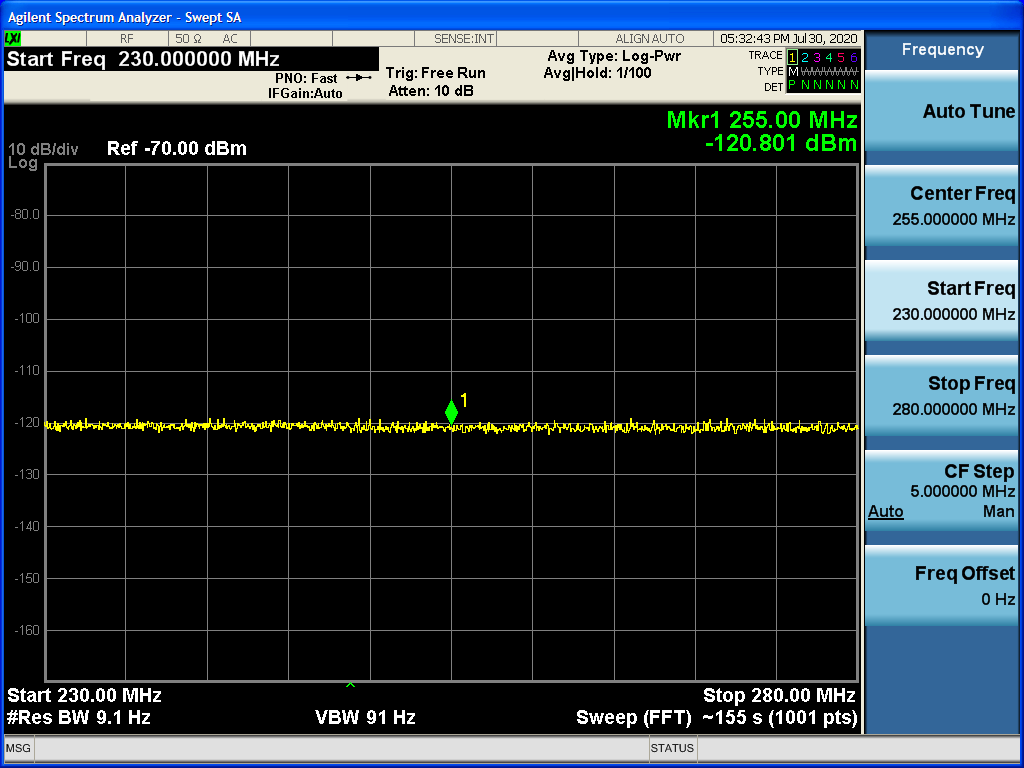 Agilent Spectrum Analyzer - Swept SA
LXI RF 50 Ω AC SENSE:INT ALIGN AUTO 05:32:43 PM Jul 30, 2020
Start Freq 230.000000 MHz
PNO: Fast
IFGain:Auto
Trig: Free Run
Atten: 10 dB
Avg Type: Log-Pwr
Avg|Hold: 1/100
TRACE 1 2 3 4 5 6
TYPE M W W W W W
DET P N N N N N
Mkr1 255.00 MHz
-120.801 dBm
10 dB/div Ref -70.00 dBm
Log
-80.0
-90.0
-100
-110
1
-120
-130
-140
-150
-160
Start 230.00 MHz Stop 280.00 MHz
#Res BW 9.1 Hz VBW 91 Hz Sweep (FFT) ~155 s (1001 pts)
Frequency
Auto Tune
Center Freq
255.000000 MHz
Start Freq
230.000000 MHz
Stop Freq
280.000000 MHz
CF Step
5.000000 MHz
Auto Man
Freq Offset
0 Hz
MSG STATUS